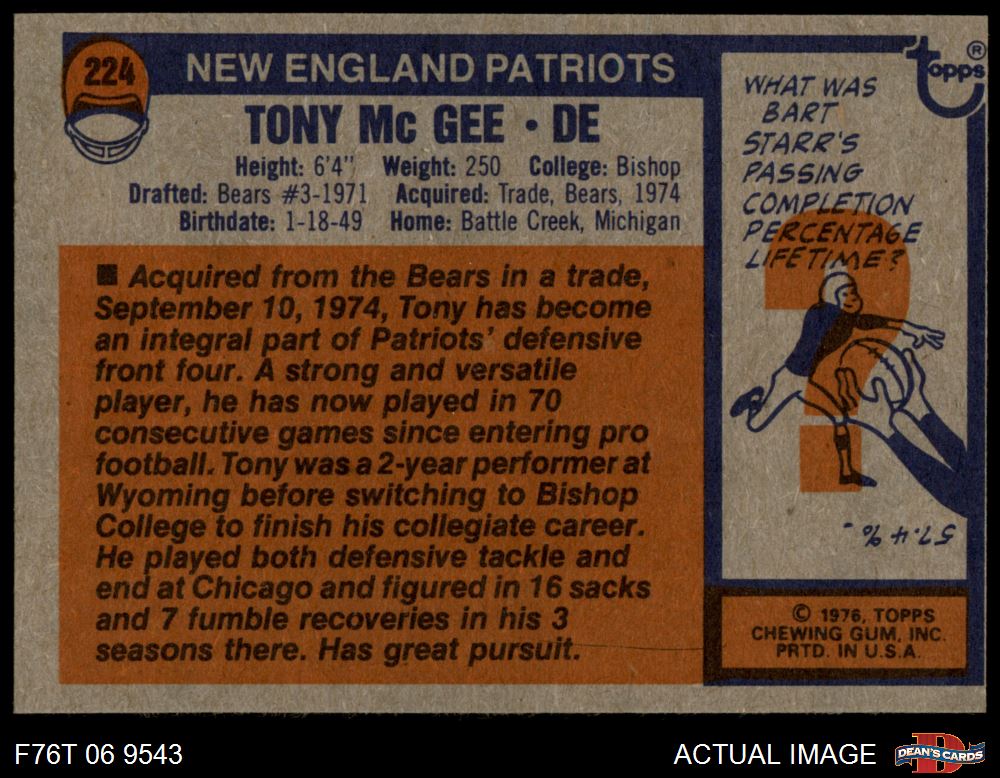 224
NEW ENGLAND PATRIOTS
TONY Mc GEE • DE
Height: 6'4" Weight: 250 College: Bishop
Drafted: Bears #3-1971 Acquired: Trade, Bears, 1974
Birthdate: 1-18-49 Home: Battle Creek, Michigan
■ Acquired from the Bears in a trade,
September 10, 1974, Tony has become
an integral part of Patriots' defensive
front four. A strong and versatile
player, he has now played in 70
consecutive games since entering pro
football. Tony was a 2-year performer at
Wyoming before switching to Bishop
College to finish his collegiate career.
He played both defensive tackle and
end at Chicago and figured in 16 sacks
and 7 fumble recoveries in his 3
seasons there. Has great pursuit.
topps®
WHAT WAS
BART
STARR'S
PASSING
COMPLETION
PERCENTAGE
LIFETIME?
57.4%.
© 1976, TOPPS
CHEWING GUM, INC.
PRTD. IN U.S.A.
F76T 06 9543
ACTUAL IMAGE
DEAN'S CARDS